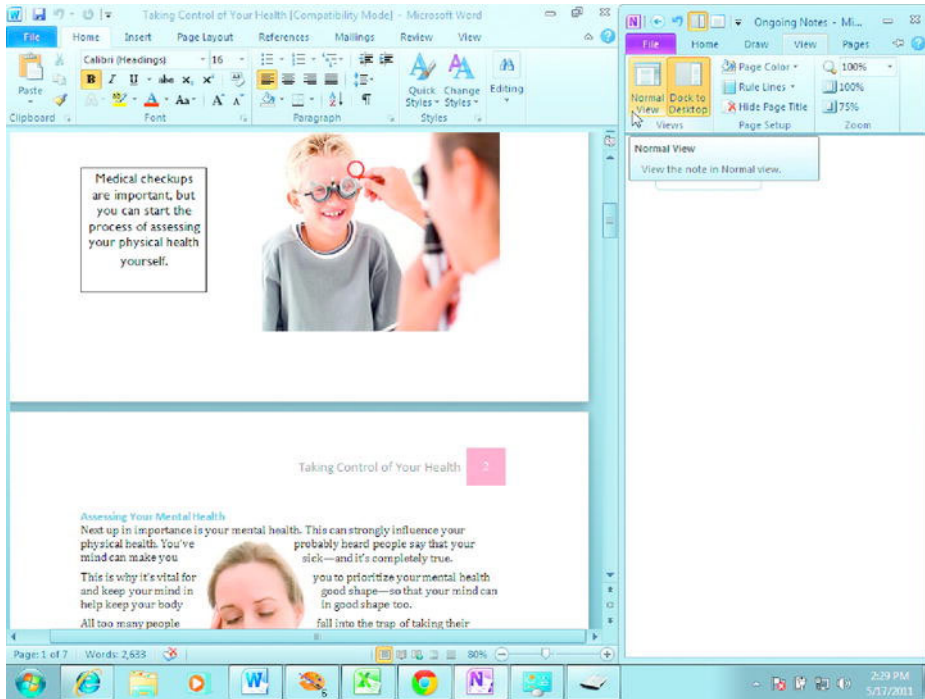 Taking Control of Your Health [Compatibility Mode] - Microsoft Word
File Home Insert Page Layout References Mailings Review View
Calibri (Headings) 16
Paste
B I U abc x₂ x²
Aa A A
Quick Styles Change Styles Editing
Clipboard Font Paragraph Styles
Medical checkups
are important, but
you can start the
process of assessing
your physical health
yourself.
Taking Control of Your Health 2
Assessing Your Mental Health
Next up in importance is your mental health. This can strongly influence your
physical health. You've probably heard people say that your
mind can make you sick—and it's completely true.
This is why it's vital for you to prioritize your mental health
and keep your mind in good shape—so that your mind can
help keep your body in good shape too.
All too many people fall into the trap of taking their
Page: 1 of 7 Words: 2,633 80%
Ongoing Notes - Mi...
File Home Draw View Pages
Normal View Dock to Desktop
Page Color
Rule Lines
Hide Page Title
100%
100%
75%
Views Page Setup Zoom
Normal View
View the note in Normal view.
2:29 PM
5/17/2011